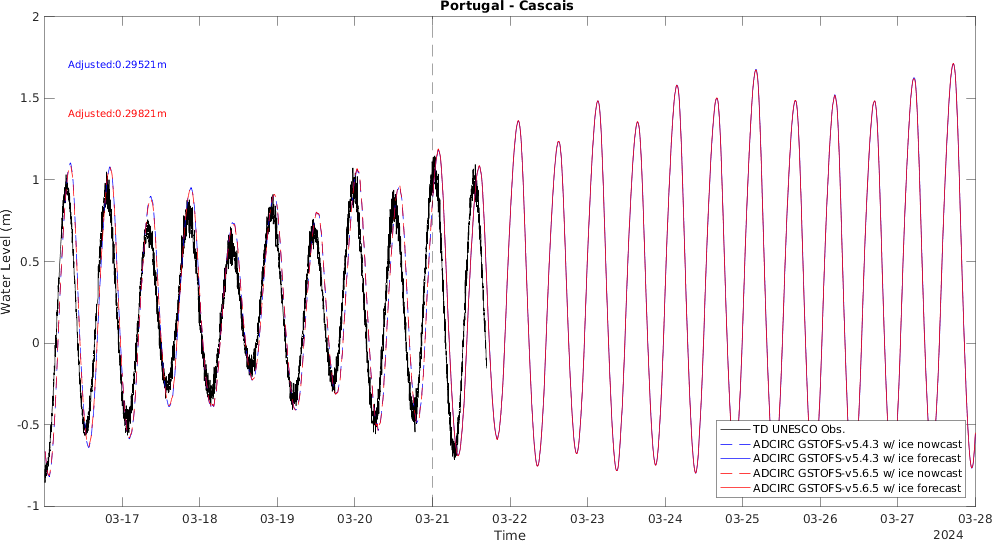 Portugal - Cascais
Adjusted:0.29521m
Adjusted:0.29821m
Water Level (m)
2
1.5
1
0.5
0
-0.5
-1
TD UNESCO Obs.
ADCIRC GSTOFS-v5.4.3 w/ ice nowcast
ADCIRC GSTOFS-v5.4.3 w/ ice forecast
ADCIRC GSTOFS-v5.6.5 w/ ice nowcast
ADCIRC GSTOFS-v5.6.5 w/ ice forecast
03-17 03-18 03-19 03-20 03-21 03-22 03-23 03-24 03-25 03-26 03-27 03-28
Time
2024